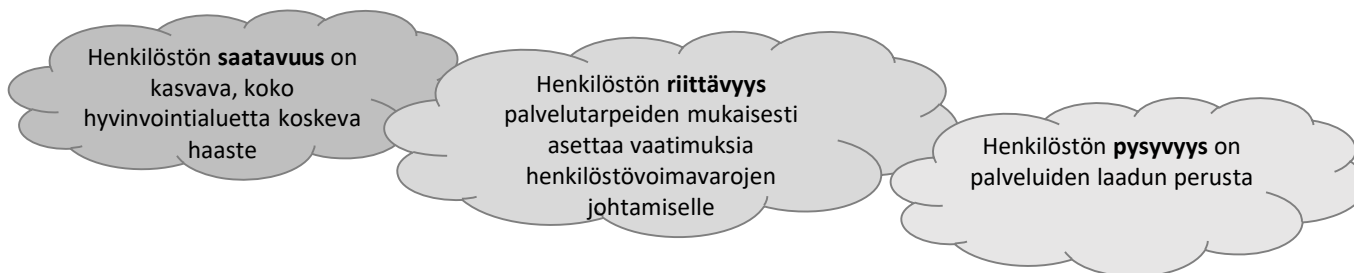 Henkilöstön saatavuus on
kasvava, koko
hyvinvointialuetta koskeva
haaste
Henkilöstön riittävyys
palvelutarpeiden mukaisesti
asettaa vaatimuksia
henkilöstövoimavarojen
johtamiselle
Henkilöstön pysyvyys on
palveluiden laadun perusta